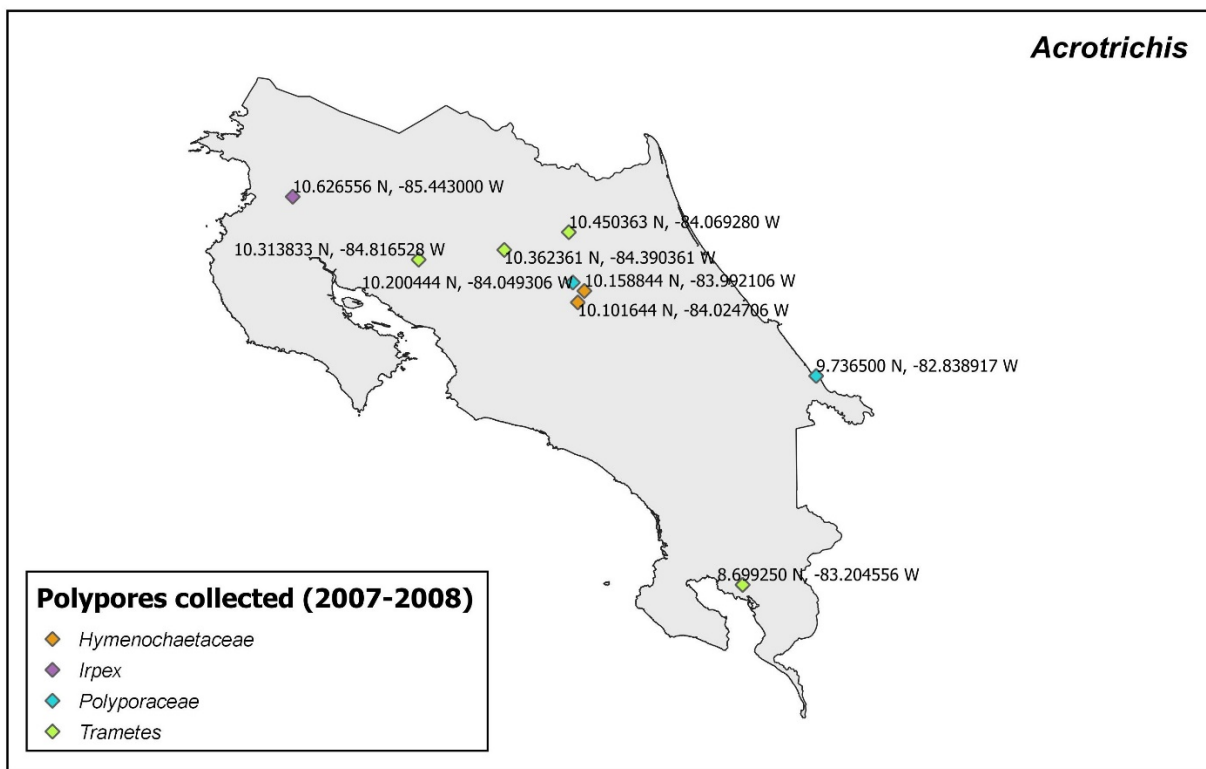 Acrotrichis
10.626556 N, -85.443000 W
10.450363 N, -84.069280 W
10.313833 N, -84.816528 W
10.362361 N, -84.390361 W
10.200444 N, -84.049306 W
10.158844 N, -83.992106 W
10.101644 N, -84.024706 W
9.736500 N, -82.838917 W
8.699250 N, -83.204556 W
Polypores collected (2007-2008)
Hymenochaetaceae
Irpex
Polyporaceae
Trametes